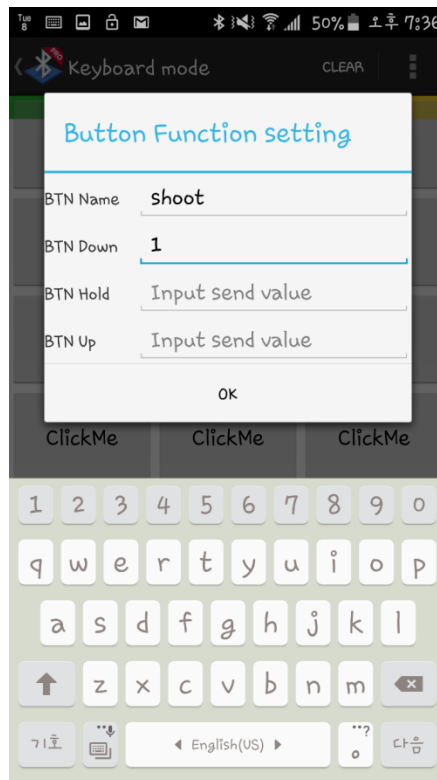 Tue
8
50% 오후 7:36
PRO
Keyboard mode CLEAR
Button Function setting
BTN Name shoot
BTN Down 1
BTN Hold Input send value
BTN Up Input send value
OK
ClickMe ClickMe ClickMe
1 2 3 4 5 6 7 8 9 0
q w e r t y u i o p
a s d f g h j k l
z x c v b n m
기호 English(US) ..? 다음